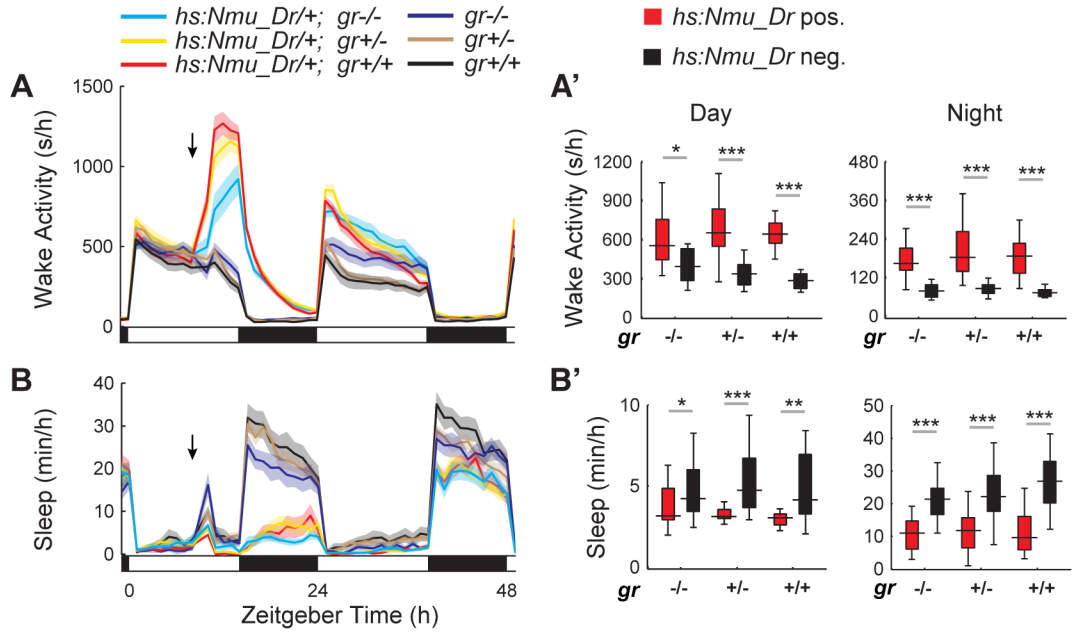 hs:Nmu_Dr/+; gr-/- gr-/- hs:Nmu_Dr pos.
hs:Nmu_Dr/+; gr+/- gr+/- hs:Nmu_Dr neg.
hs:Nmu_Dr/+; gr+/+ gr+/+
A
Wake Activity (s/h)
1500
1000
500
0
A'
Day
Wake Activity (s/h)
1200
900
600
300
0
* *** ***
gr -/- +/- +/+
Night
480
360
240
120
0
*** *** ***
-/- +/- +/+
B
Sleep (min/h)
40
30
20
10
0
0 24 48
Zeitgeber Time (h)
B'
Sleep (min/h)
10
5
0
* *** **
gr -/- +/- +/+
50
40
30
20
10
0
*** *** ***
-/- +/- +/+